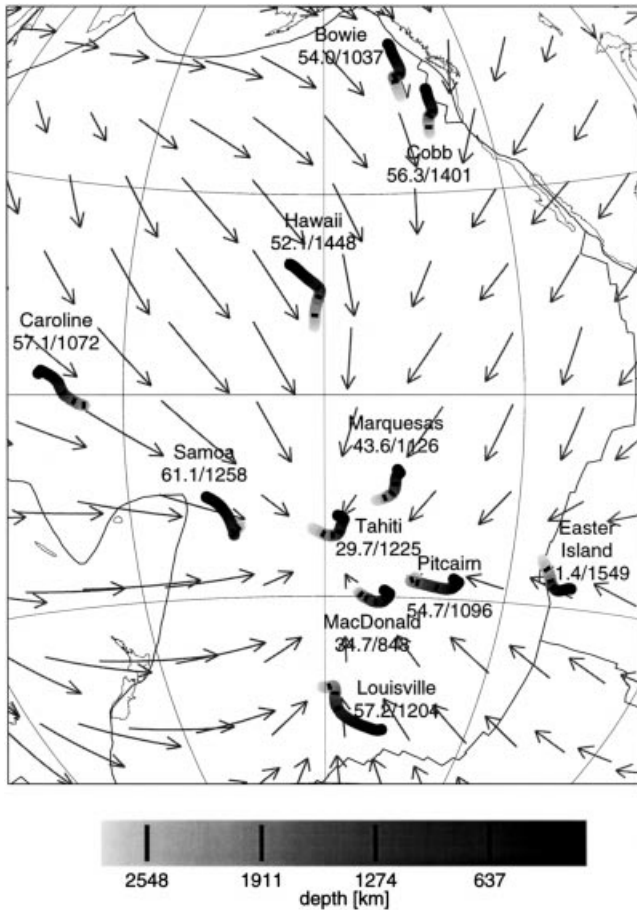 Bowie
54.0/1037
Cobb
56.3/1401
Hawaii
52.1/1448
Caroline
57.1/1072
Marquesas
43.6/1126
Samoa
61.1/1258
Tahiti
29.7/1225
Easter
Island
1.4/1549
Pitcairn
54.7/1096
MacDonald
34.7/848
Louisville
57.2/1204
2548 1911 1274 637
depth [km]